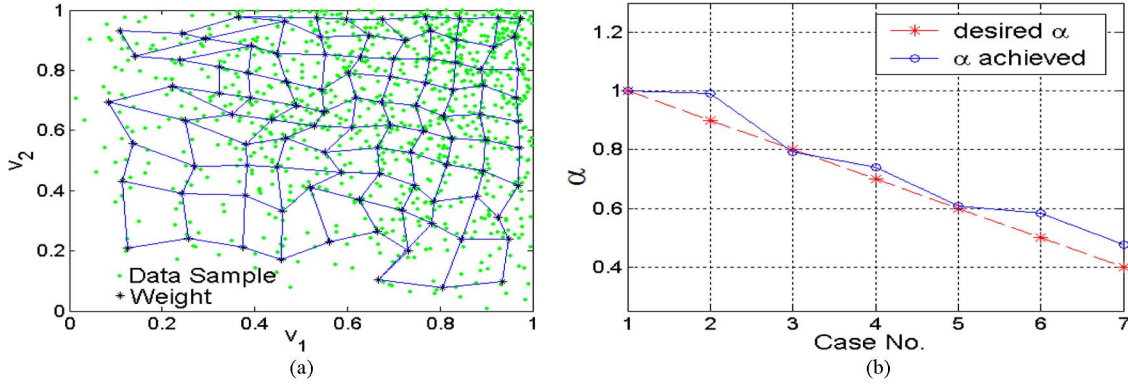 1
0.8
0.6
0.4
0.2
0
v2
Data Sample
Weight
0 0.2 0.4 0.6 0.8 1
v1
(a)
1.2
1
0.8
0.6
0.4
α
desired α
α achieved
1 2 3 4 5 6 7
Case No.
(b)